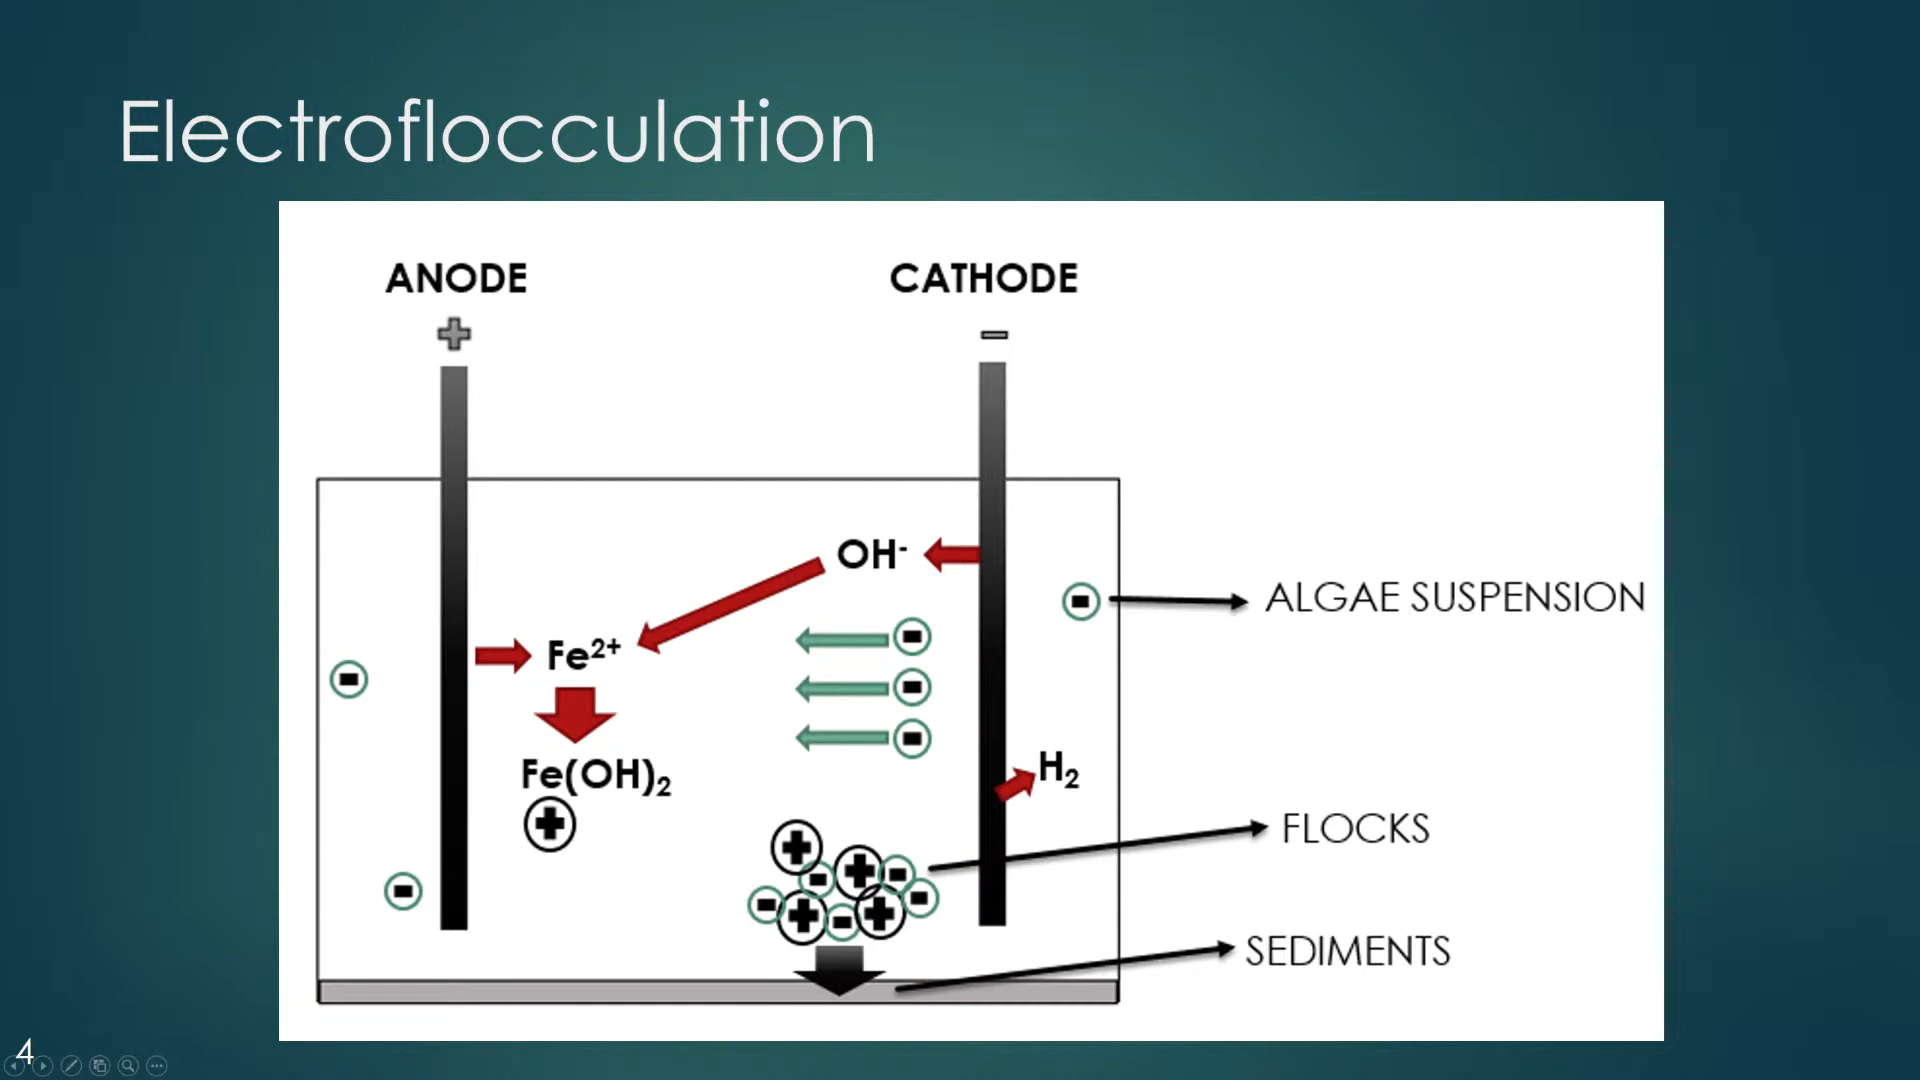 Electroflocculation
ANODE
CATHODE
OH⁻
ALGAE SUSPENSION
Fe²⁺
H₂
Fe(OH)₂
FLOCKS
SEDIMENTS
4